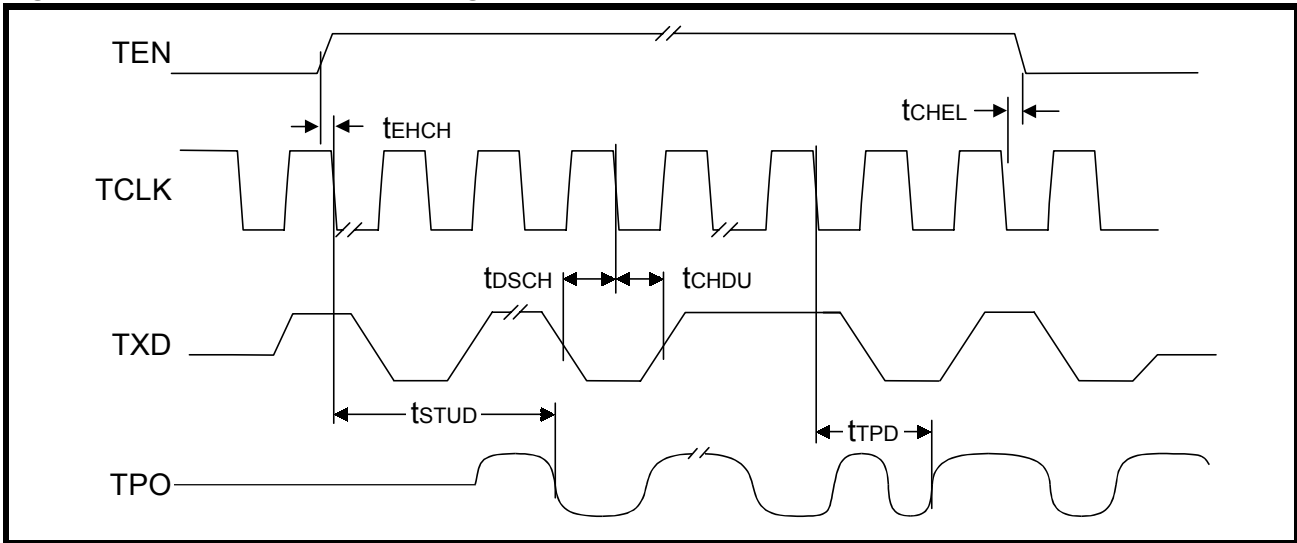 TEN
tCHEL
tEHCH
TCLK
tDSCH
tCHDU
TXD
tSTUD
tTPD
TPO